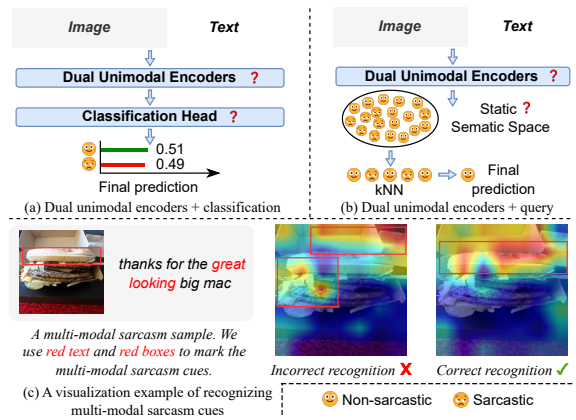 Image Text
Dual Unimodal Encoders ?
Classification Head ?
0.51
0.49
Final prediction
(a) Dual unimodal encoders + classification
Image Text
Dual Unimodal Encoders ?
Static ?
Sematic Space
kNN
Final
prediction
(b) Dual unimodal encoders + query
thanks for the great
looking big mac
A multi-modal sarcasm sample. We
use red text and red boxes to mark the
multi-modal sarcasm cues.
Incorrect recognition ✗
Correct recognition ✓
(c) A visualization example of recognizing
multi-modal sarcasm cues
Non-sarcastic
Sarcastic